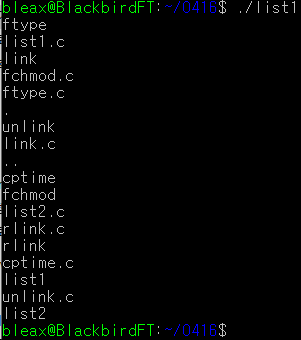 bleax@BlackbirdFT:~/0416$ ./list1
ftype
list1.c
link
fchmod.c
ftype.c
.
unlink
link.c
..
cptime
fchmod
list2.c
rlink.c
rlink
cptime.c
list1
unlink.c
list2
bleax@BlackbirdFT:~/0416$